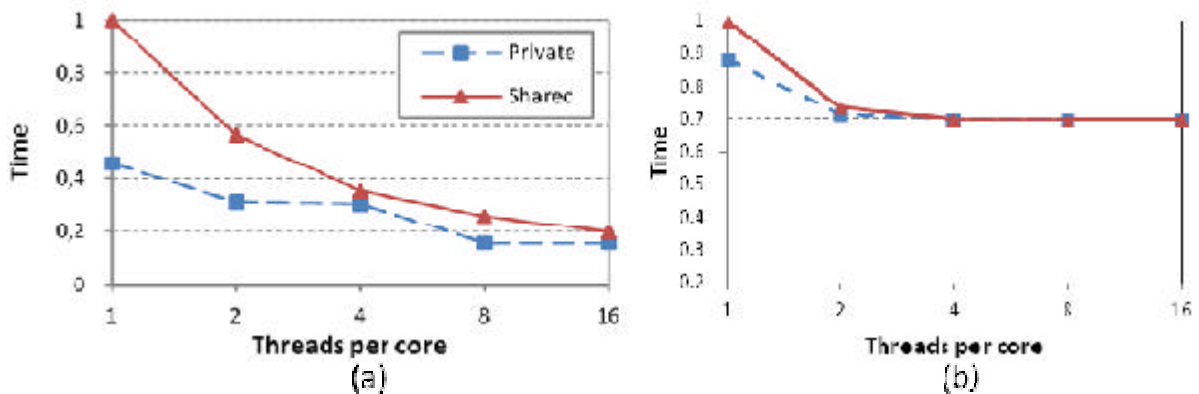 1
0,8
0,6
0,4
0,2
0
Time
Private
Shared
1 2 4 8 16
Threads per core
(a)
1
0.9
0.8
0.7
0.6
0.5
0.4
0.3
0.2
Time
1 2 4 8 16
Threads per core
(b)